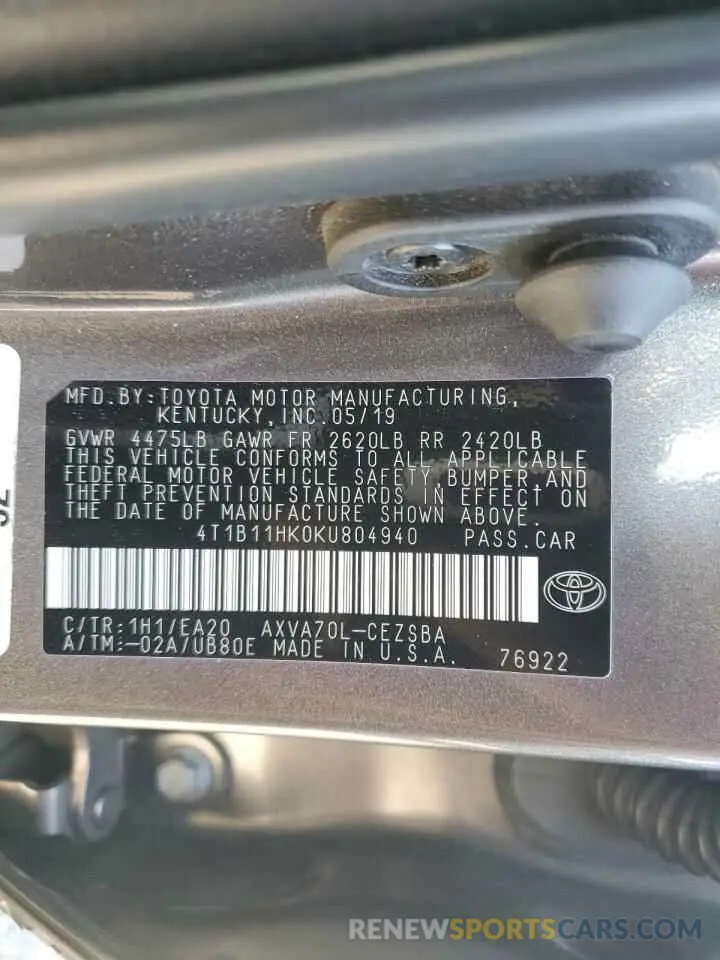 MFD.BY:TOYOTA MOTOR MANUFACTURING,
KENTUCKY,INC.05/19
GVWR 4475LB GAWR FR 2620LB RR 2420LB
THIS VEHICLE CONFORMS TO ALL APPLICABLE
FEDERAL MOTOR VEHICLE SAFETY,BUMPER,AND
THEFT PREVENTION STANDARDS IN EFFECT ON
THE DATE OF MANUFACTURE SHOWN ABOVE.
4T1B11HK0KU804940 PASS.CAR
C/TR:1H1/EA20 AXVA70L-CEZSBA
A/TM:-02A/UB80E MADE IN U.S.A. 76922
RENEWSPORTSCARS.COM